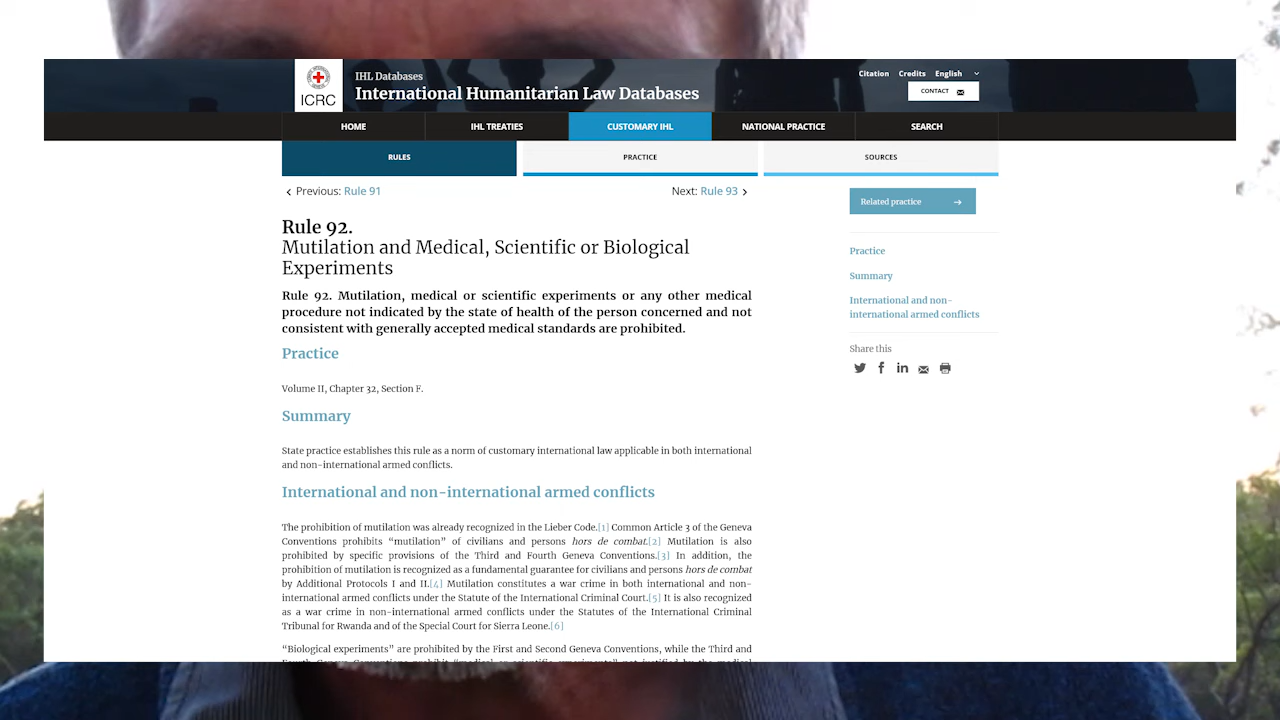 IHL Databases
International Humanitarian Law Databases
ICRC
Citation Credits English
CONTACT
HOME IHL TREATIES CUSTOMARY IHL NATIONAL PRACTICE SEARCH
RULES PRACTICE SOURCES
Previous: Rule 91
Next: Rule 93
Related practice
Rule 92.
Mutilation and Medical, Scientific or Biological
Experiments
Rule 92. Mutilation, medical or scientific experiments or any other medical
procedure not indicated by the state of health of the person concerned and not
consistent with generally accepted medical standards are prohibited.
Practice
Volume II, Chapter 32, Section F.
Summary
State practice establishes this rule as a norm of customary international law applicable in both international
and non-international armed conflicts.
International and non-international armed conflicts
The prohibition of mutilation was already recognized in the Lieber Code.[1] Common Article 3 of the Geneva
Conventions prohibits “mutilation” of civilians and persons hors de combat.[2] Mutilation is also
prohibited by specific provisions of the Third and Fourth Geneva Conventions.[3] In addition, the
prohibition of mutilation is recognized as a fundamental guarantee for civilians and persons hors de combat
by Additional Protocols I and II.[4] Mutilation constitutes a war crime in both international and non-
international armed conflicts under the Statute of the International Criminal Court.[5] It is also recognized
as a war crime in non-international armed conflicts under the Statutes of the International Criminal
Tribunal for Rwanda and of the Special Court for Sierra Leone.[6]
“Biological experiments” are prohibited by the First and Second Geneva Conventions, while the Third and
Practice
Summary
International and non-
international armed conflicts
Share this